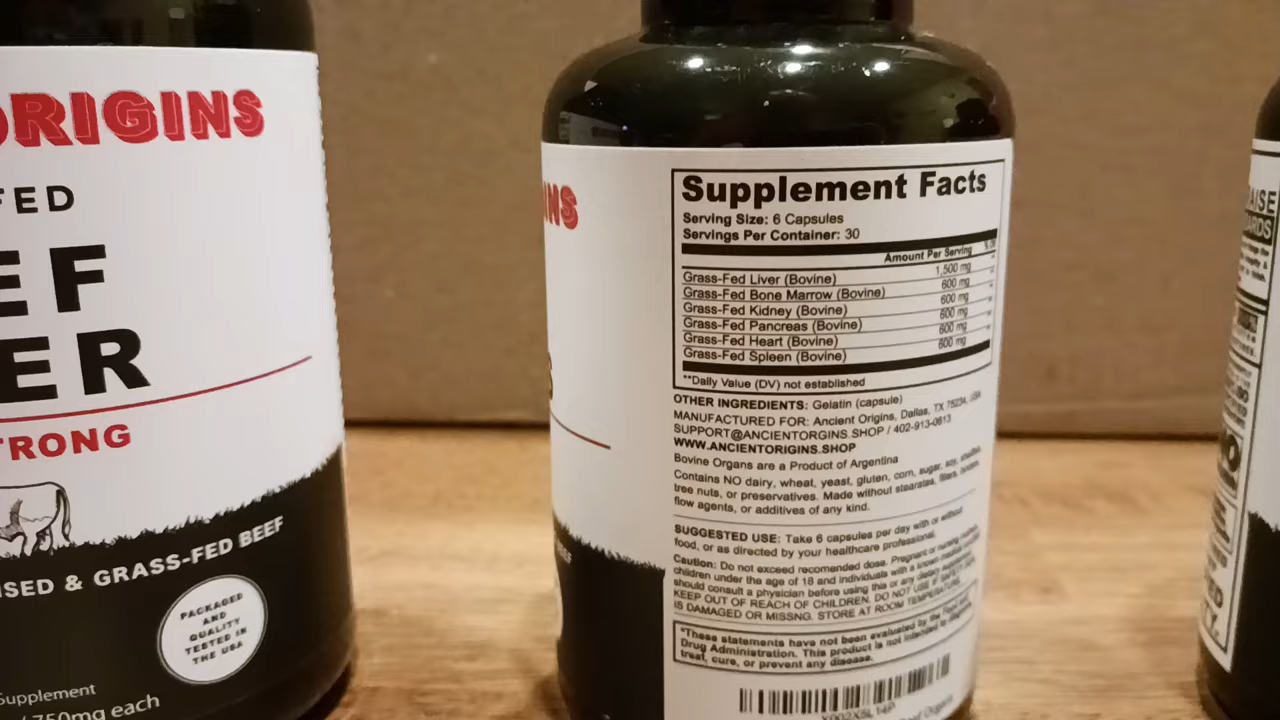 ORIGINS
FED
EF
ER
TRONG
ISED & GRASS-FED BEEF
PACKAGED
AND
QUALITY
TESTED IN
THE USA
Supplement
750mg each
INS
Supplement Facts
Serving Size: 6 Capsules
Servings Per Container: 30
Amount Per Serving
Grass-Fed Liver (Bovine) 1,500 mg
Grass-Fed Bone Marrow (Bovine) 600 mg
Grass-Fed Kidney (Bovine) 600 mg
Grass-Fed Pancreas (Bovine) 600 mg
Grass-Fed Heart (Bovine) 600 mg
Grass-Fed Spleen (Bovine) 600 mg
**Daily Value (DV) not established
OTHER INGREDIENTS: Gelatin (capsule)
MANUFACTURED FOR: Ancient Origins, Dallas, TX 75234, USA
SUPPORT@ANCIENTORGINS.SHOP / 402-913-0613
WWW.ANCIENTORIGINS.SHOP
Bovine Organs are a Product of Argentina
Contains NO dairy, wheat, yeast, gluten, corn, sugar, soy, shellfish,
tree nuts, or preservatives. Made without stearates, fillers,
flow agents, or additives of any kind.
SUGGESTED USE: Take 6 capsules per day with or without
food, or as directed by your healthcare professional.
Caution: Do not exceed recomended dose. Pregnant or nursing mothers,
children under the age of 18 and individuals with a known medical condition
should consult a physician before using this or any dietary supplement.
KEEP OUT OF REACH OF CHILDREN. DO NOT USE IF SAFETY SEAL
IS DAMAGED OR MISSNG. STORE AT ROOM TEMPERATURE.
*These statements have not been evaluated by the Food and
Drug Administration. This product is not intended to diagnose,
treat, cure, or prevent any disease.
AISE